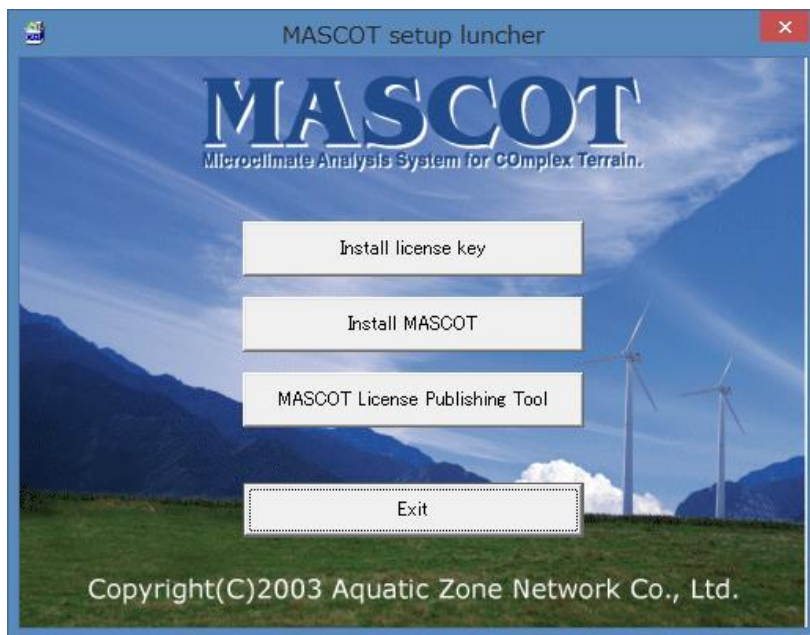 MASCOT setup luncher
MASCOT
Microclimate Analysis System for COmplex Terrain.
Install license key
Install MASCOT
MASCOT License Publishing Tool
Exit
Copyright(C)2003 Aquatic Zone Network Co., Ltd.